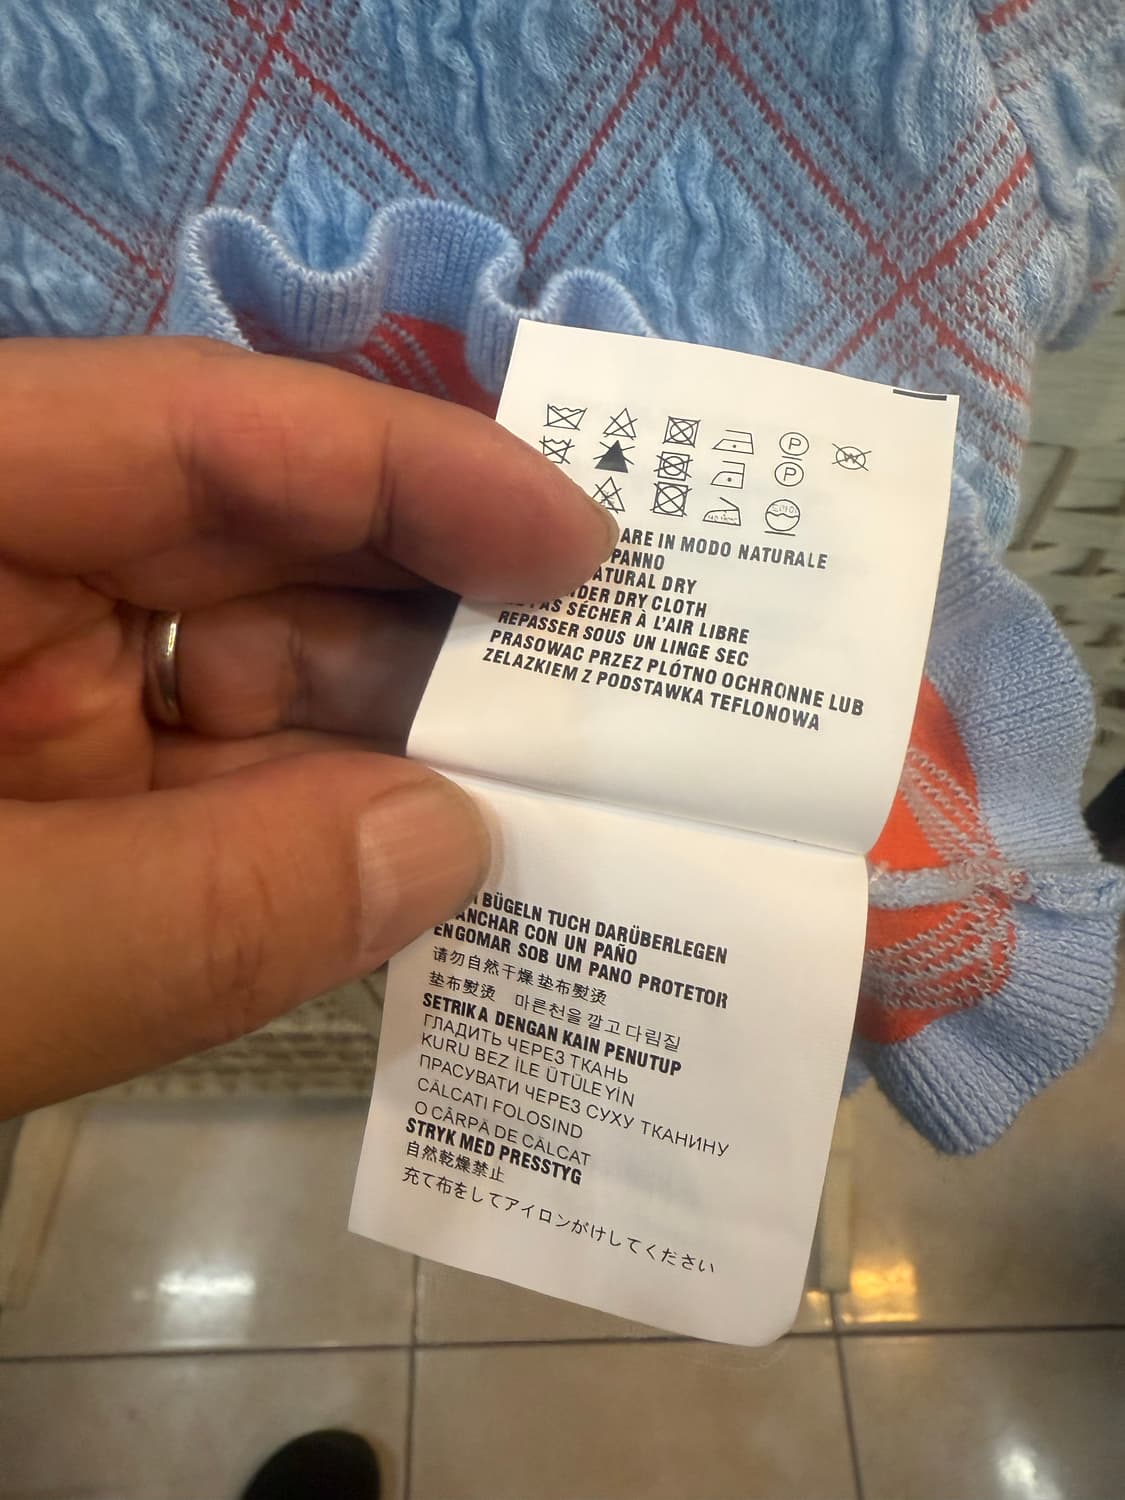 P
W
P
ARE IN MODO NATURALE
PANNO
ATURAL DRY
DER DRY CLOTH
PAS SÉCHER À L'AIR LIBRE
REPASSER SOUS UN LINGE SEC
PRASOWAC PRZEZ PLÓTNO OCHRONNE LUB
ZELAZKIEM Z PODSTAWKA TEFLONOWA
BÜGELN TUCH DARÜBERLEGEN
ANCHAR CON UN PAÑO
ENGOMAR SOB UM PANO PROTETOR
请勿自然干燥 垫布熨烫
垫布熨烫 마른천을 깔고 다림질
SETRIKA DENGAN KAIN PENUTUP
ГЛАДИТЬ ЧЕРЕЗ ТКАНЬ
KURU BEZ İLE ÜTÜLEYİN
ПРАСУВАТИ ЧЕРЕЗ СУХУ ТКАНИНУ
CĂLCATI FOLOSIND
O CÂRPĂ DE CĂLCAT
STRYK MED PRESSTYG
自然乾燥禁止
充て布をしてアイロンがけしてください